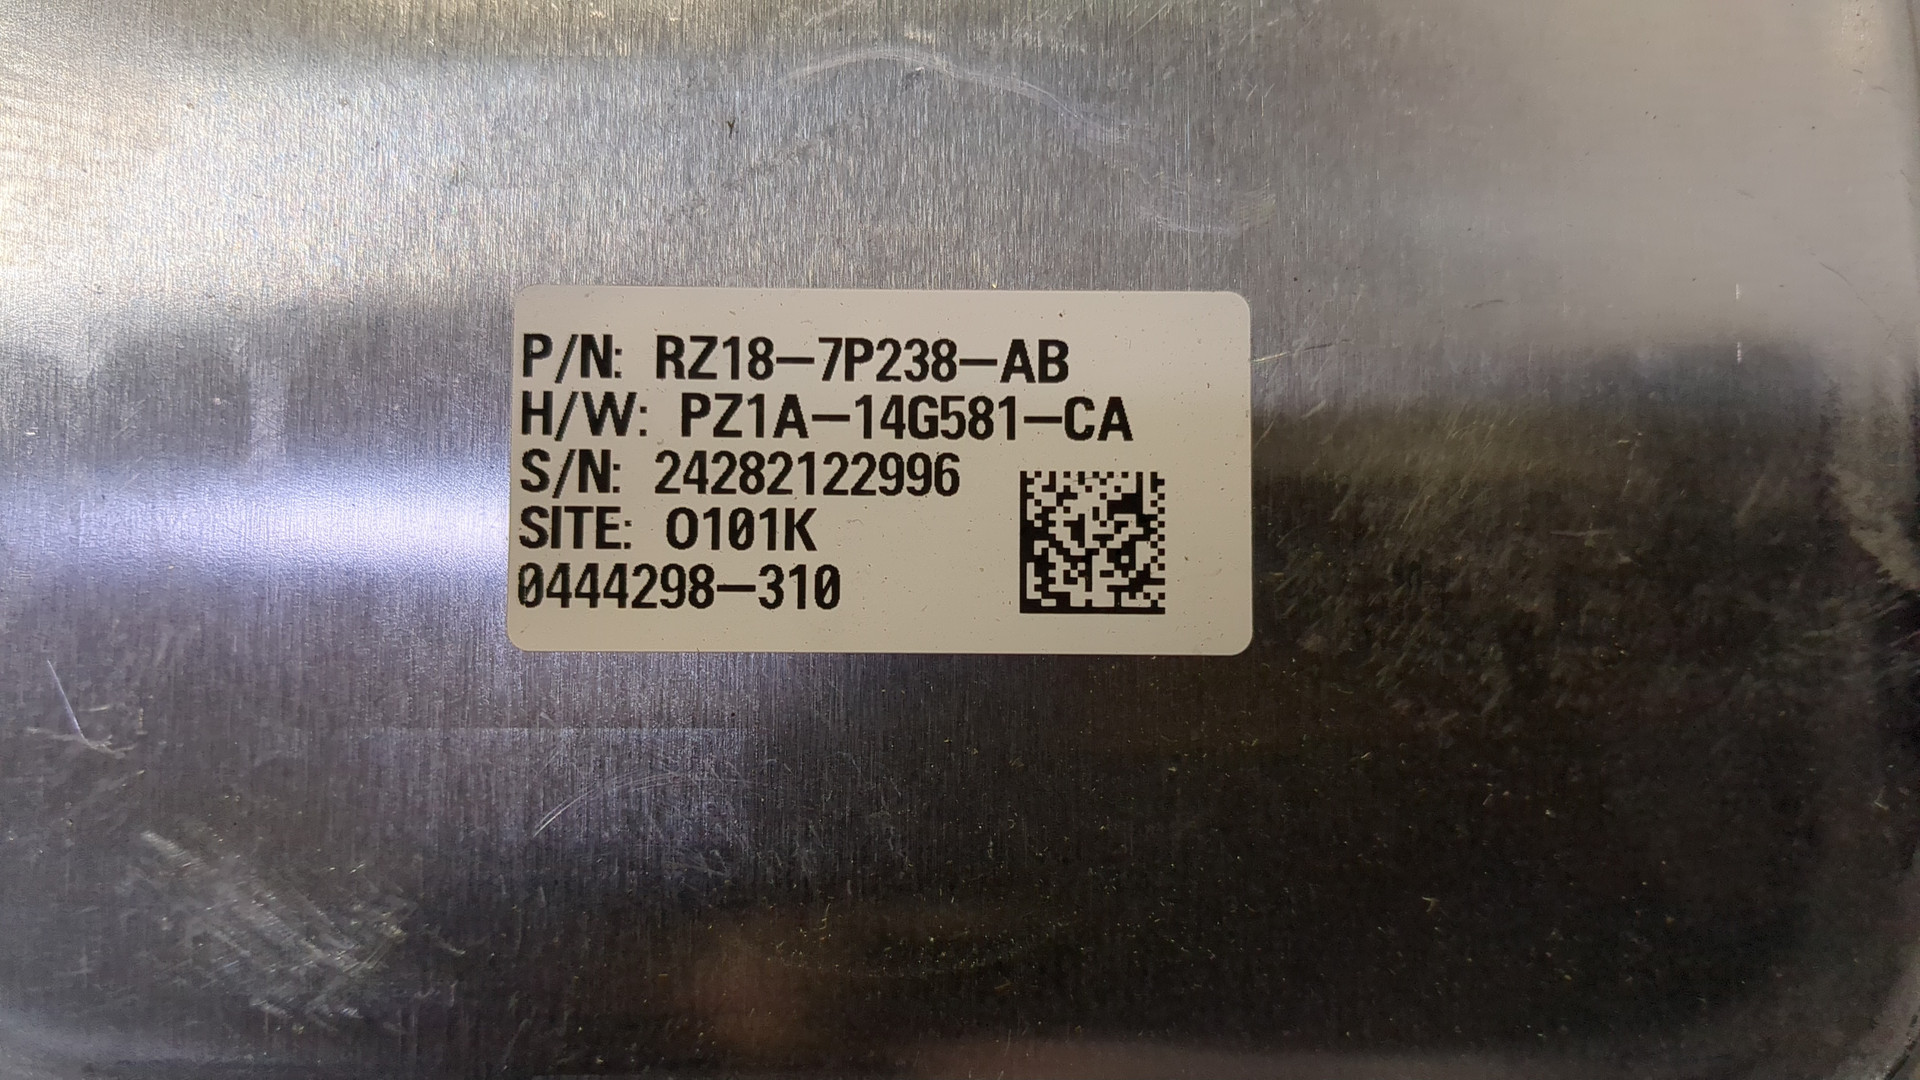 P/N: RZ18-7P238-AB
H/W: PZ1A-14G581-CA
S/N: 24282122996
SITE: O101K
0444298-310